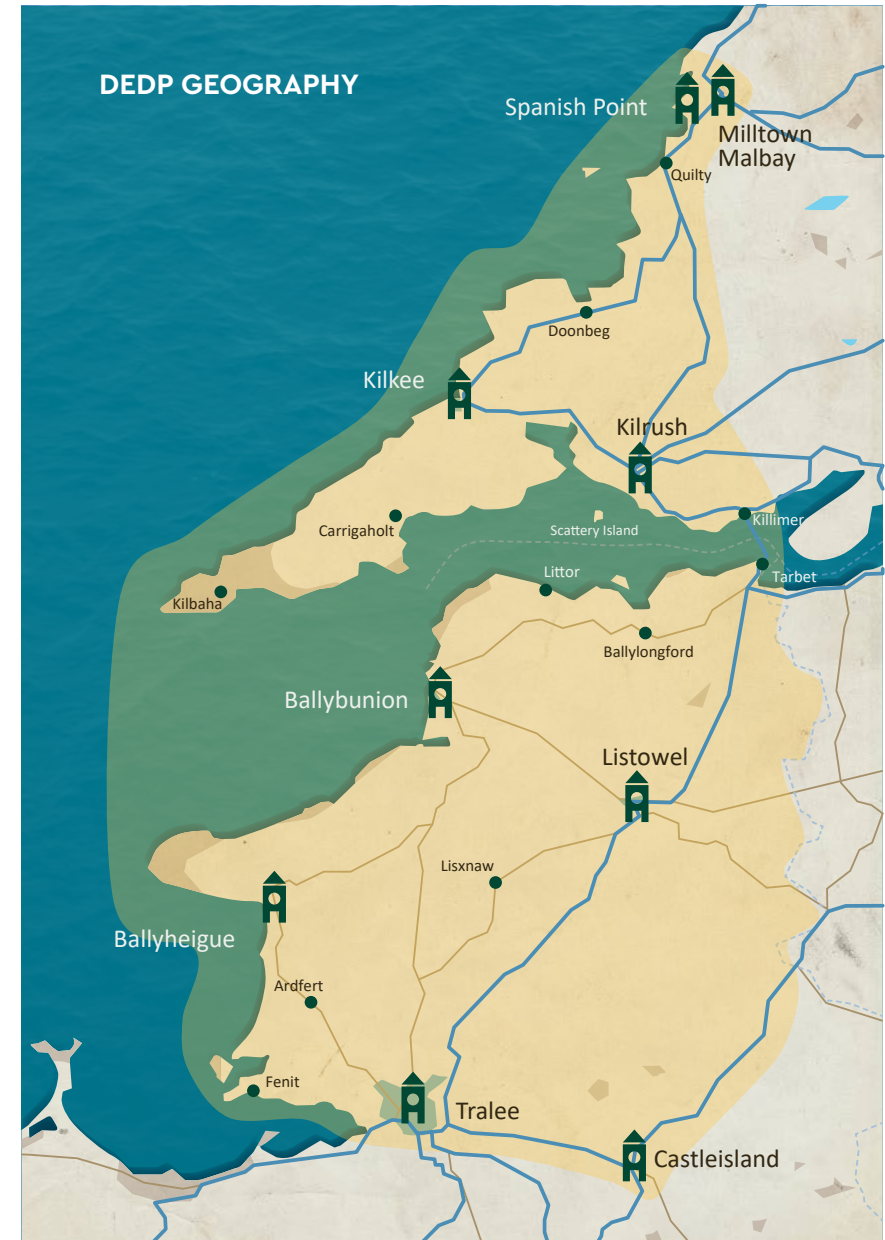 DEDP GEOGRAPHY
Spanish Point
Milltown
Malbay
Quilty
Doonbeg
Kilkee
Kilrush
Carrigaholt
Scattery Island
Killimer
Littor
Tarbet
Kilbaha
Ballylongford
Ballybunion
Listowel
Lisxnaw
Ballyheigue
Ardfert
Fenit
Tralee
Castleisland